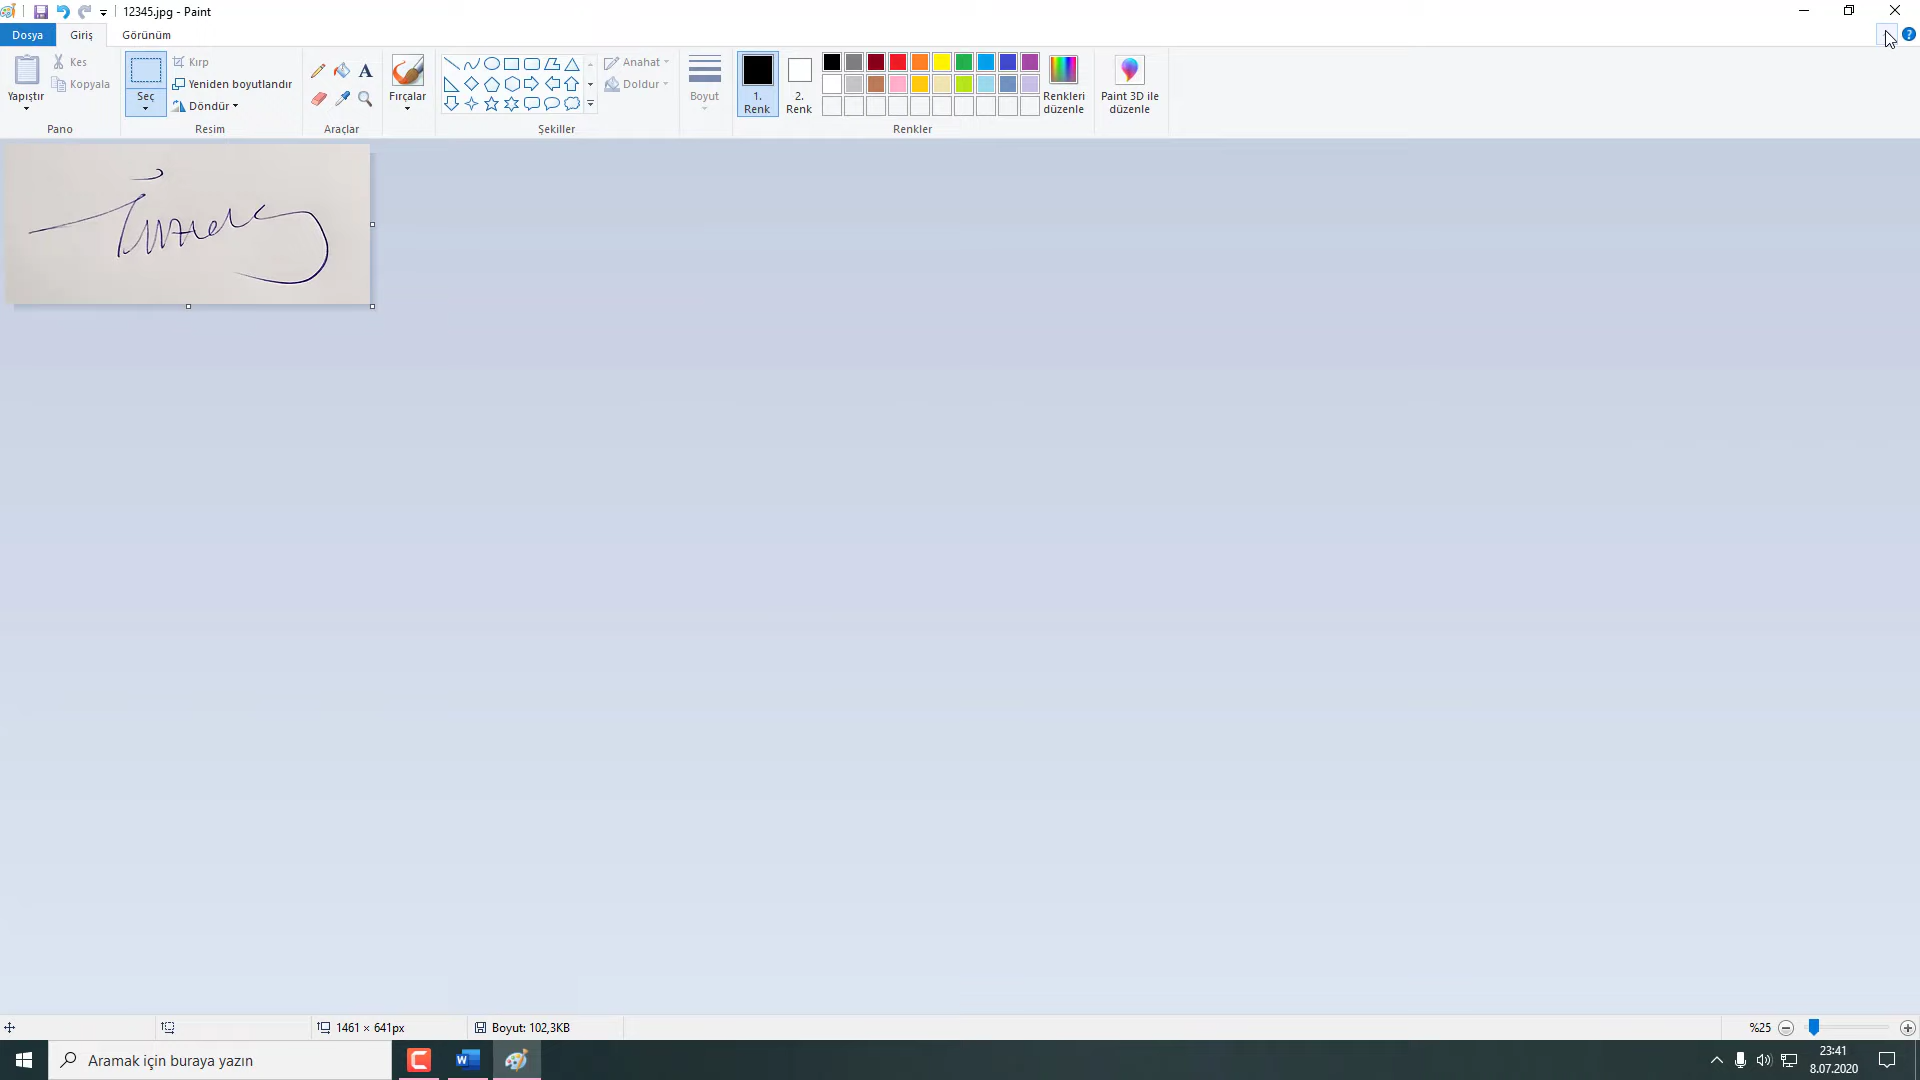 12345.jpg - Paint
Dosya Giriş Görünüm
Yapıştır Kes Kopyala
Pano
Seç Kırp Yeniden boyutlandır Döndür
Resim
A
Araçlar
Fırçalar
Anahat Doldur
Şekiller
Boyut
1. Renk 2. Renk
Renkleri düzenle
Renkler
Paint 3D ile düzenle
1461 × 641px Boyut: 102,3KB %25
Aramak için buraya yazın
23:41
8.07.2020